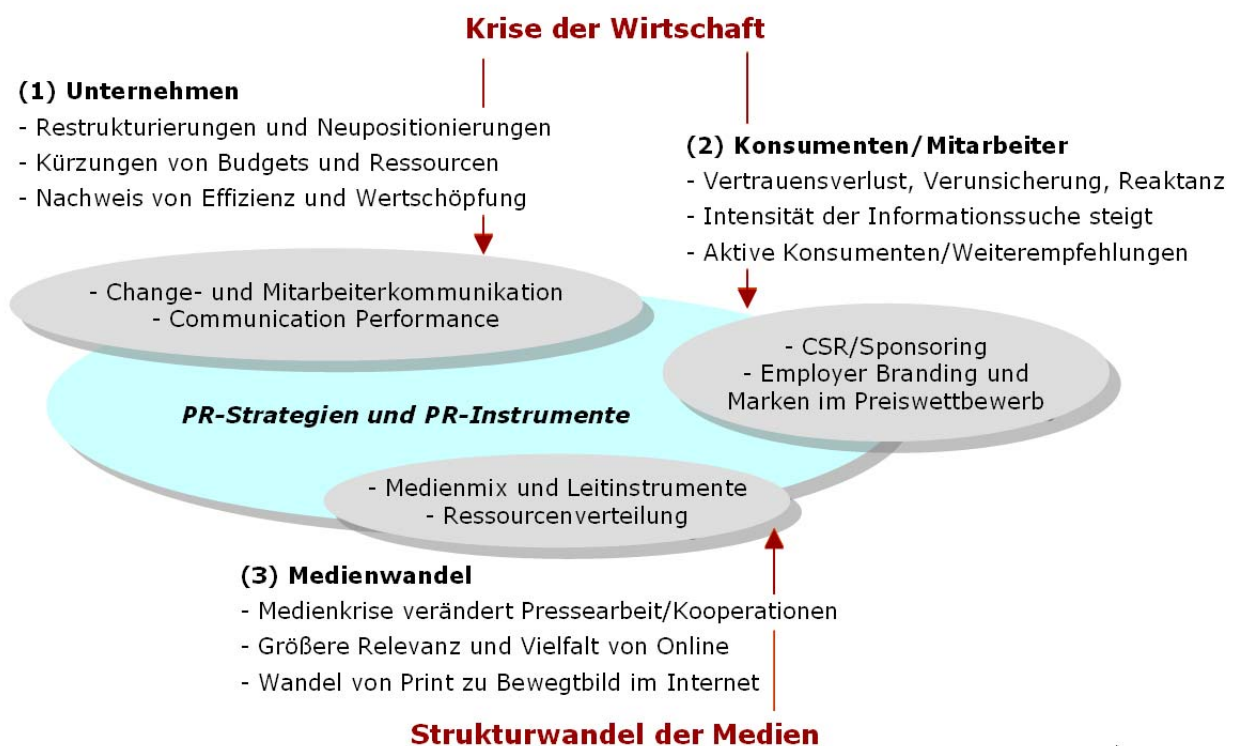 Krise der Wirtschaft
(1) Unternehmen
- Restrukturierungen und Neupositionierungen
- Kürzungen von Budgets und Ressourcen
- Nachweis von Effizienz und Wertschöpfung
(2) Konsumenten/Mitarbeiter
- Vertrauensverlust, Verunsicherung, Reaktanz
- Intensität der Informationssuche steigt
- Aktive Konsumenten/Weiterempfehlungen
- Change- und Mitarbeiterkommunikation
- Communication Performance
- CSR/Sponsoring
- Employer Branding und
Marken im Preiswettbewerb
PR-Strategien und PR-Instrumente
- Medienmix und Leitinstrumente
- Ressourcenverteilung
(3) Medienwandel
- Medienkrise verändert Pressearbeit/Kooperationen
- Größere Relevanz und Vielfalt von Online
- Wandel von Print zu Bewegtbild im Internet
Strukturwandel der Medien